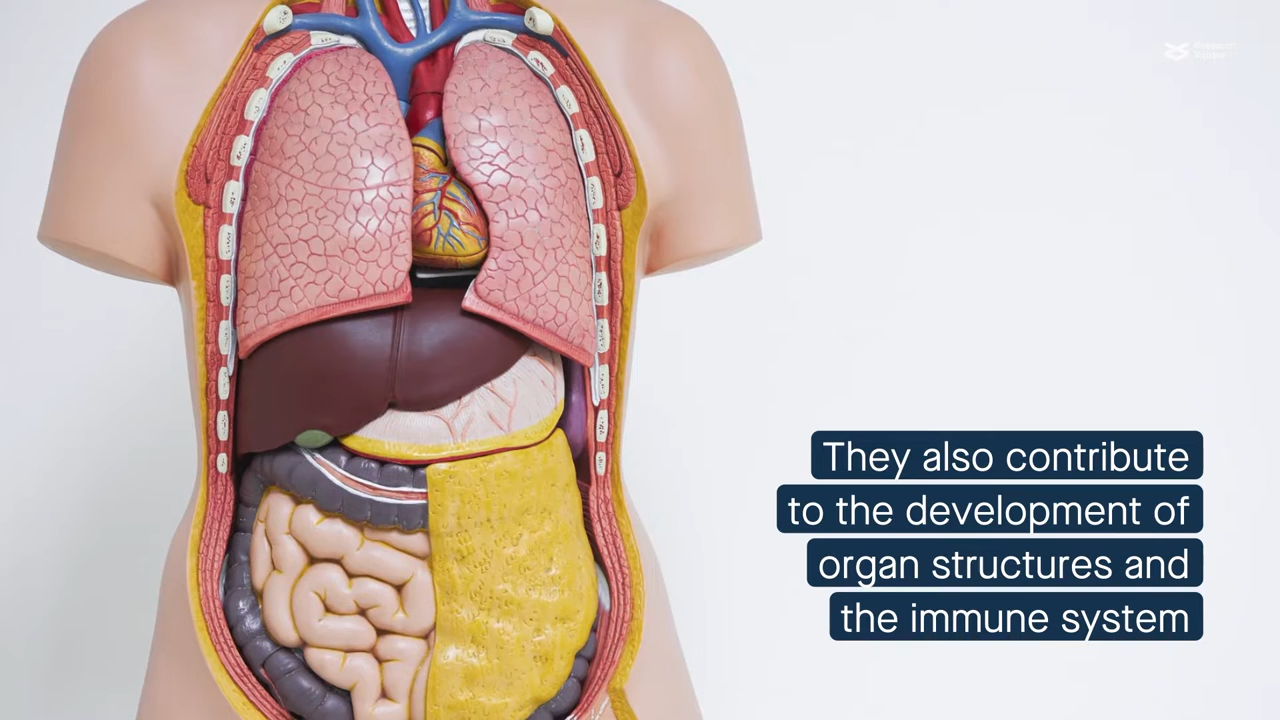 They also contribute
to the development of
organ structures and
the immune system